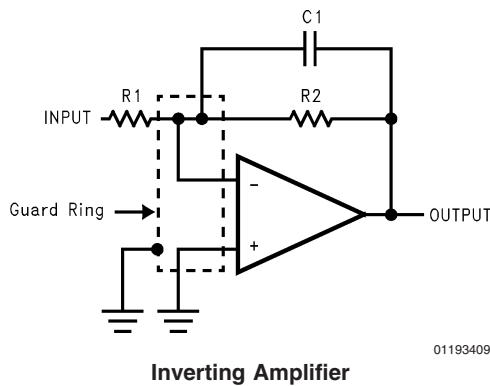 C1
R1
R2
INPUT
−
Guard Ring
+
OUTPUT
01193409
Inverting Amplifier